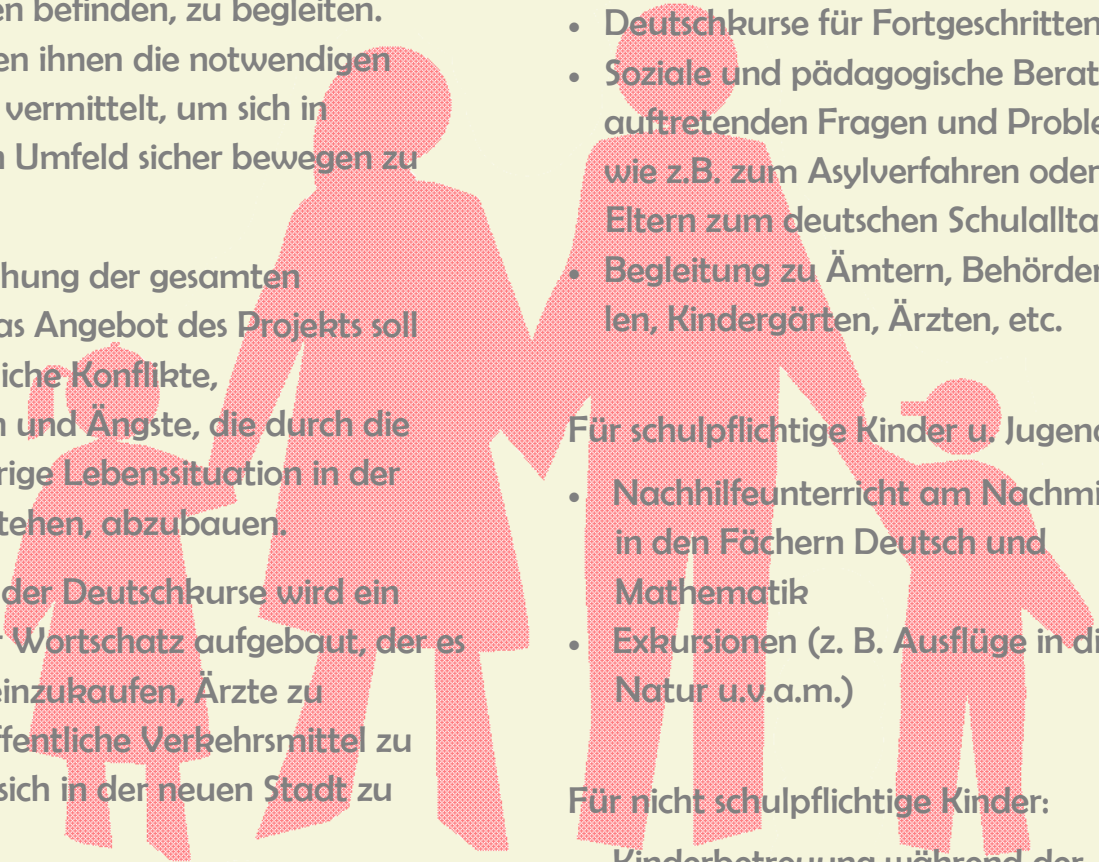 en befinden, zu begleiten.
en ihnen die notwendigen
vermittelt, um sich in
n Umfeld sicher bewegen zu
hung der gesamten
as Angebot des Projekts soll
iche Konflikte,
n und Ängste, die durch die
rige Lebenssituation in der
tehen, abzubauen.
der Deutschkurse wird ein
r Wortschatz aufgebaut, der es
einzukaufen, Ärzte zu
ffentliche Verkehrsmittel zu
sich in der neuen Stadt zu
• Deutschkurse für Fortgeschritten
• Soziale und pädagogische Berat
auftretenden Fragen und Proble
wie z.B. zum Asylverfahren oder
Eltern zum deutschen Schulallta
• Begleitung zu Ämtern, Behörden
len, Kindergärten, Ärzten, etc.
Für schulpflichtige Kinder u. Jugend
• Nachhilfeunterricht am Nachmi
in den Fächern Deutsch und
Mathematik
• Exkursionen (z. B. Ausflüge in di
Natur u.v.a.m.)
Für nicht schulpflichtige Kinder:
Kinderbetreuung während der